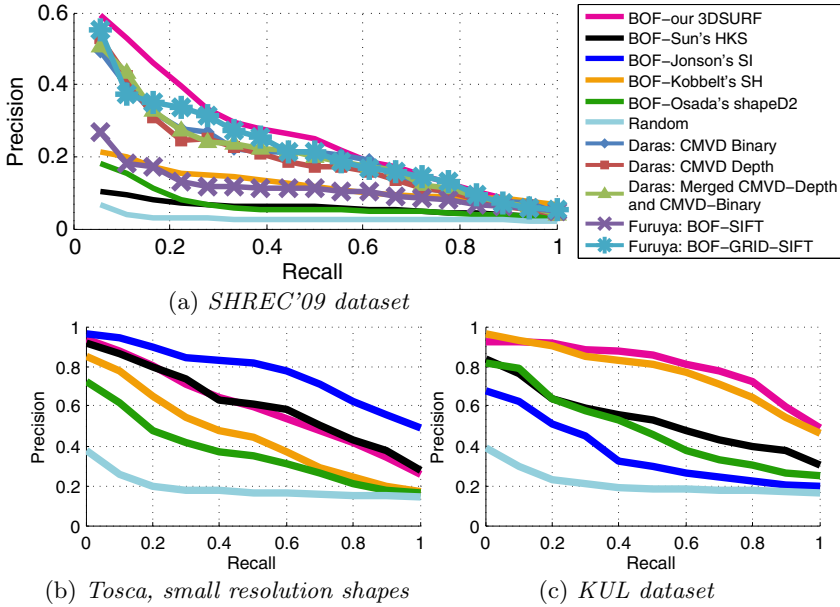 0.6
0.4
0.2
0
Precision
0
0.2
0.4
0.6
0.8
1
Recall
BOF−our 3DSURF
BOF−Sun's HKS
BOF−Jonson's SI
BOF−Kobbelt's SH
BOF−Osada's shapeD2
Random
Daras: CMVD Binary
Daras: CMVD Depth
Daras: Merged CMVD−Depth
and CMVD−Binary
Furuya: BOF−SIFT
Furuya: BOF−GRID−SIFT
(a) SHREC'09 dataset
1
0.8
0.6
0.4
0.2
0
Precision
0
0.2
0.4
0.6
0.8
1
Recall
(b) Tosca, small resolution shapes
1
0.8
0.6
0.4
0.2
0
Precision
0
0.2
0.4
0.6
0.8
1
Recall
(c) KUL dataset